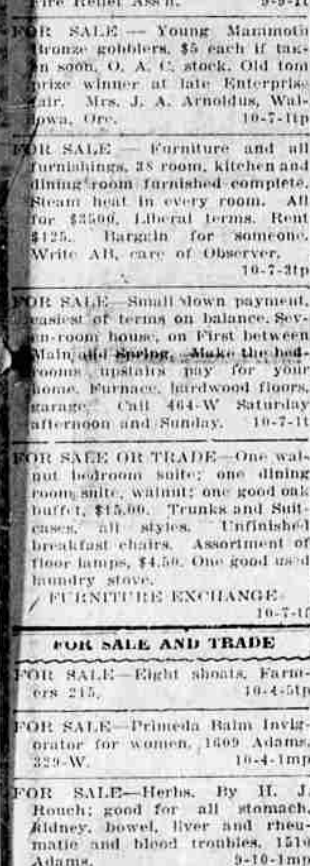 Fire Relief Ass'n. 9-9-tf
FOR SALE — Young Mammoth
Bronze gobblers, $5 each if tak-
en soon, O. A. C. stock. Old tom
prize winner at late Enterprise
fair. Mrs. J. A. Arnoldus, Wal-
lowa, Ore. 10-7-1tp
FOR SALE — Furniture and all
furnishings, 38 room, kitchen and
dining room furnished complete.
Steam heat in every room. All
for $3500. Liberal terms. Rent
$125. Bargain for someone.
Write AB, care of Observer.
10-7-3tp
FOR SALE—Small down payment,
easiest of terms on balance. Sev-
en-room house, on First between
Main and Spring. Make the bed-
rooms upstairs pay for your
home. Furnace, hardwood floors,
garage. Call 464-W Saturday
afternoon and Sunday. 10-7-1t
FOR SALE OR TRADE—One wal-
nut bedroom suite; one dining
room suite, walnut; one good oak
buffet, $15.00. Trunks and Suit-
cases, all styles. Unfinished
breakfast chairs. Assortment of
floor lamps, $4.50. One good used
laundry stove.
FURNITURE EXCHANGE
10-7-tf
FOR SALE AND TRADE
FOR SALE—Eight shoats. Farm-
ers 215. 10-4-5tp
FOR SALE—Primeda Balm Invig-
orator for women, 1609 Adams.
329-W. 10-4-1mp
FOR SALE—Herbs. By H. J.
Rouch; good for all stomach,
kidney, bowel, liver and rheu-
matic and blood troubles, 1510
Adams. 9-10-1mp